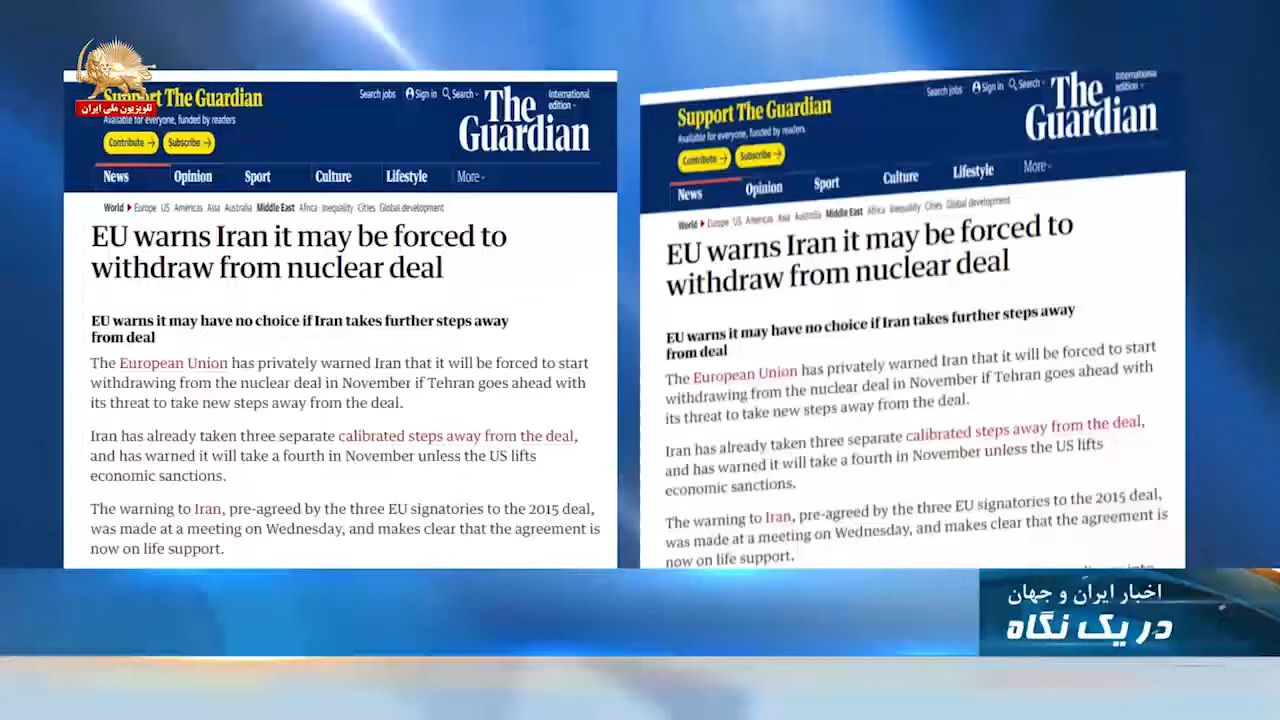 تلویزیون ملی ایران
Support The Guardian
Available for everyone, funded by readers
Contribute → Subscribe →
Search jobs Sign in Search International edition
The Guardian
News Opinion Sport Culture Lifestyle More
World Europe US Americas Asia Australia Middle East Africa Inequality Cities Global development
EU warns Iran it may be forced to
withdraw from nuclear deal
EU warns it may have no choice if Iran takes further steps away
from deal
The European Union has privately warned Iran that it will be forced to start
withdrawing from the nuclear deal in November if Tehran goes ahead with
its threat to take new steps away from the deal.
Iran has already taken three separate calibrated steps away from the deal,
and has warned it will take a fourth in November unless the US lifts
economic sanctions.
The warning to Iran, pre-agreed by the three EU signatories to the 2015 deal,
was made at a meeting on Wednesday, and makes clear that the agreement is
now on life support.
Support The Guardian
Available for everyone, funded by readers
Contribute → Subscribe →
Search jobs Sign in Search International edition
The Guardian
News Opinion Sport Culture Lifestyle More
World Europe US Americas Asia Australia Middle East Africa Inequality Cities Global development
EU warns Iran it may be forced to
withdraw from nuclear deal
EU warns it may have no choice if Iran takes further steps away
from deal
The European Union has privately warned Iran that it will be forced to start
withdrawing from the nuclear deal in November if Tehran goes ahead with
its threat to take new steps away from the deal.
Iran has already taken three separate calibrated steps away from the deal,
and has warned it will take a fourth in November unless the US lifts
economic sanctions.
The warning to Iran, pre-agreed by the three EU signatories to the 2015 deal,
was made at a meeting on Wednesday, and makes clear that the agreement is
now on life support.
اخبار ایران و جهان
در یک نگاه